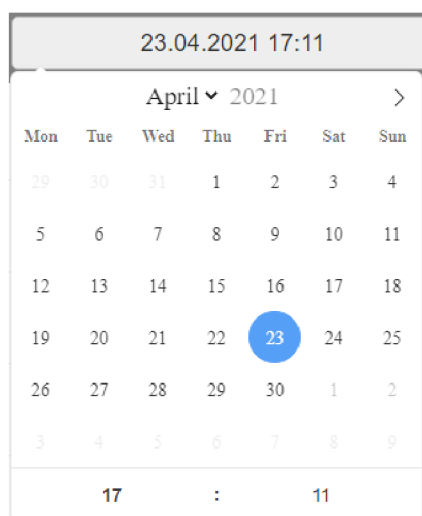 23.04.2021 17:11
April 2021
Mon Tue Wed Thu Fri Sat Sun
29 30 31 1 2 3 4
5 6 7 8 9 10 11
12 13 14 15 16 17 18
19 20 21 22 23 24 25
26 27 28 29 30 1 2
3 4 5 6 7 8 9
17 : 11